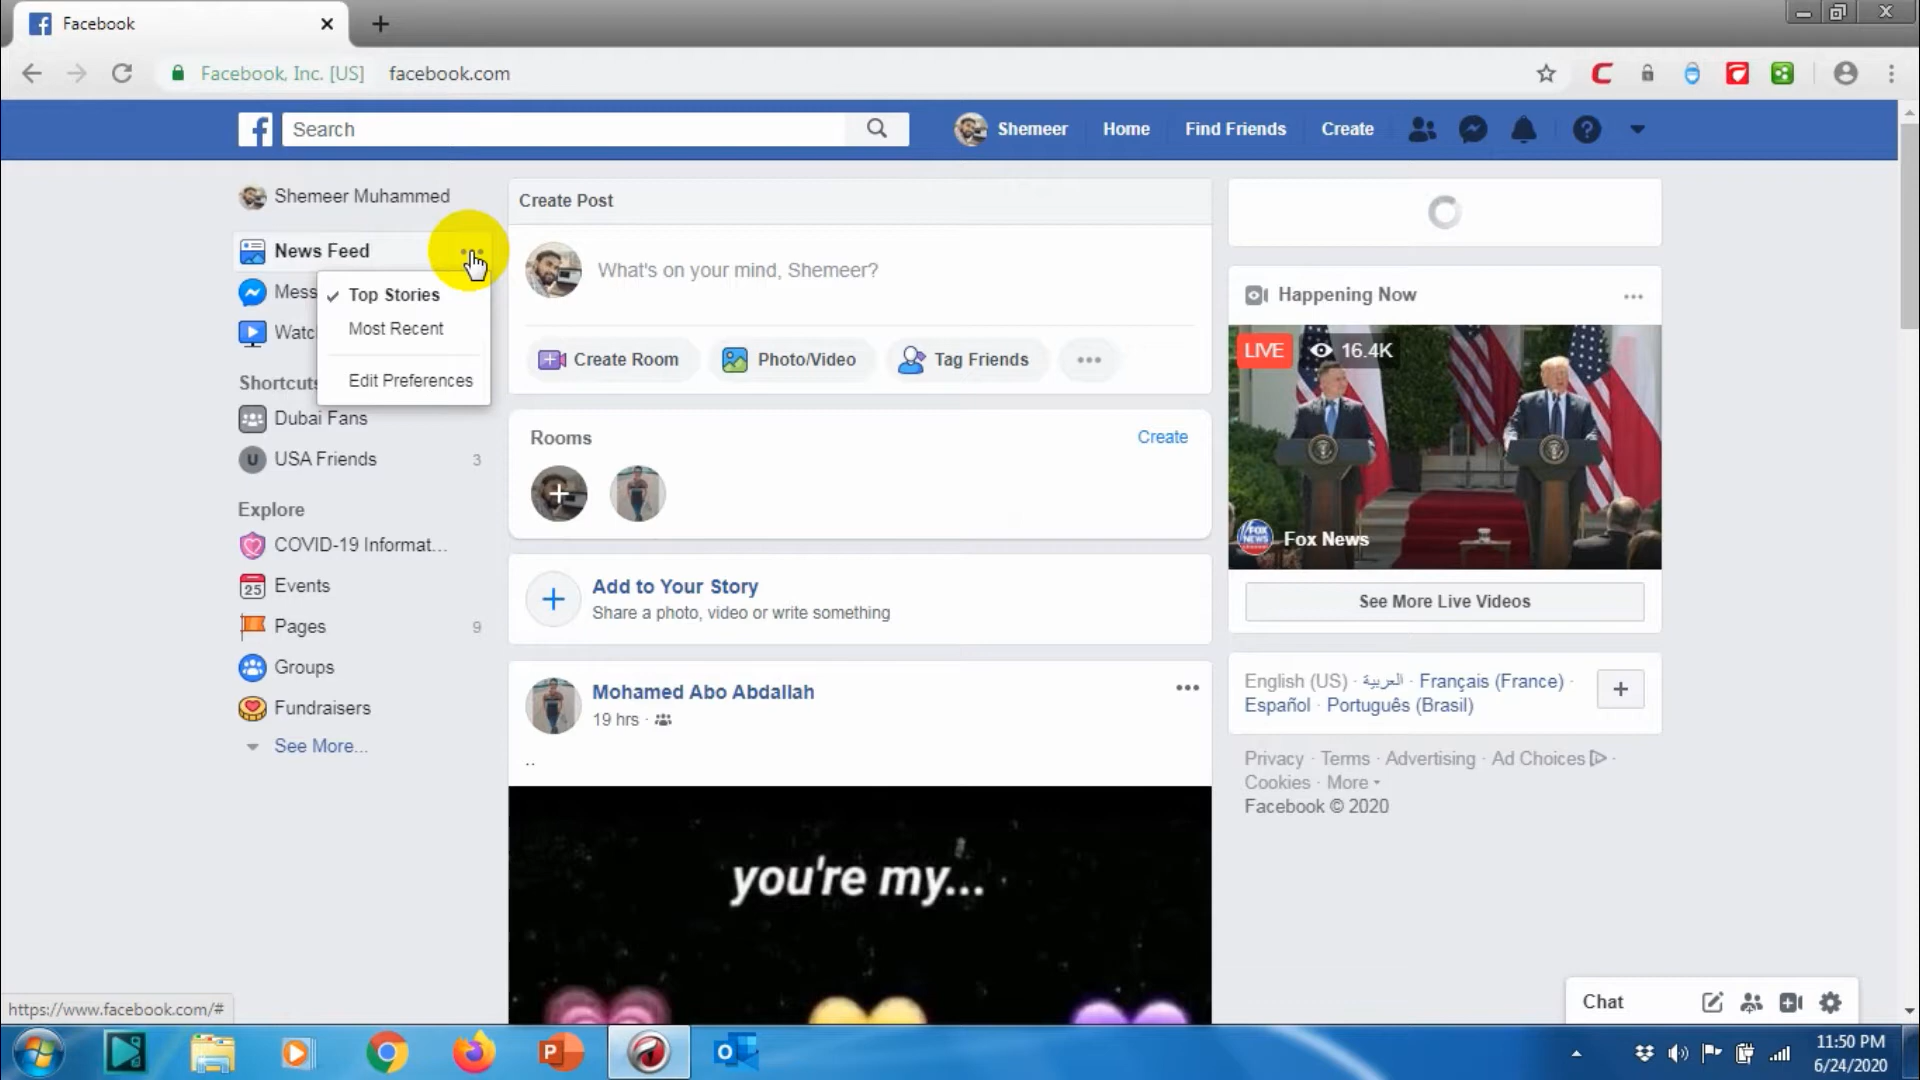 Facebook
Facebook, Inc. [US] facebook.com
Search
Shemeer Home Find Friends Create
Shemeer Muhammed
News Feed
Mess
Watc
Top Stories
Most Recent
Edit Preferences
Shortcuts
Dubai Fans
U USA Friends 3
Explore
COVID-19 Informat...
25 Events
Pages 9
Groups
Fundraisers
See More...
Create Post
What's on your mind, Shemeer?
Create Room Photo/Video Tag Friends
Rooms Create
Add to Your Story
Share a photo, video or write something
Mohamed Abo Abdallah
19 hrs ·
..
you're my...
Happening Now
LIVE 16.4K
FOX NEWS Fox News
See More Live Videos
English (US) · العربية · Français (France) ·
Español · Português (Brasil)
Privacy · Terms · Advertising · Ad Choices ·
Cookies · More
Facebook © 2020
Chat
https://www.facebook.com/#
11:50 PM
6/24/2020